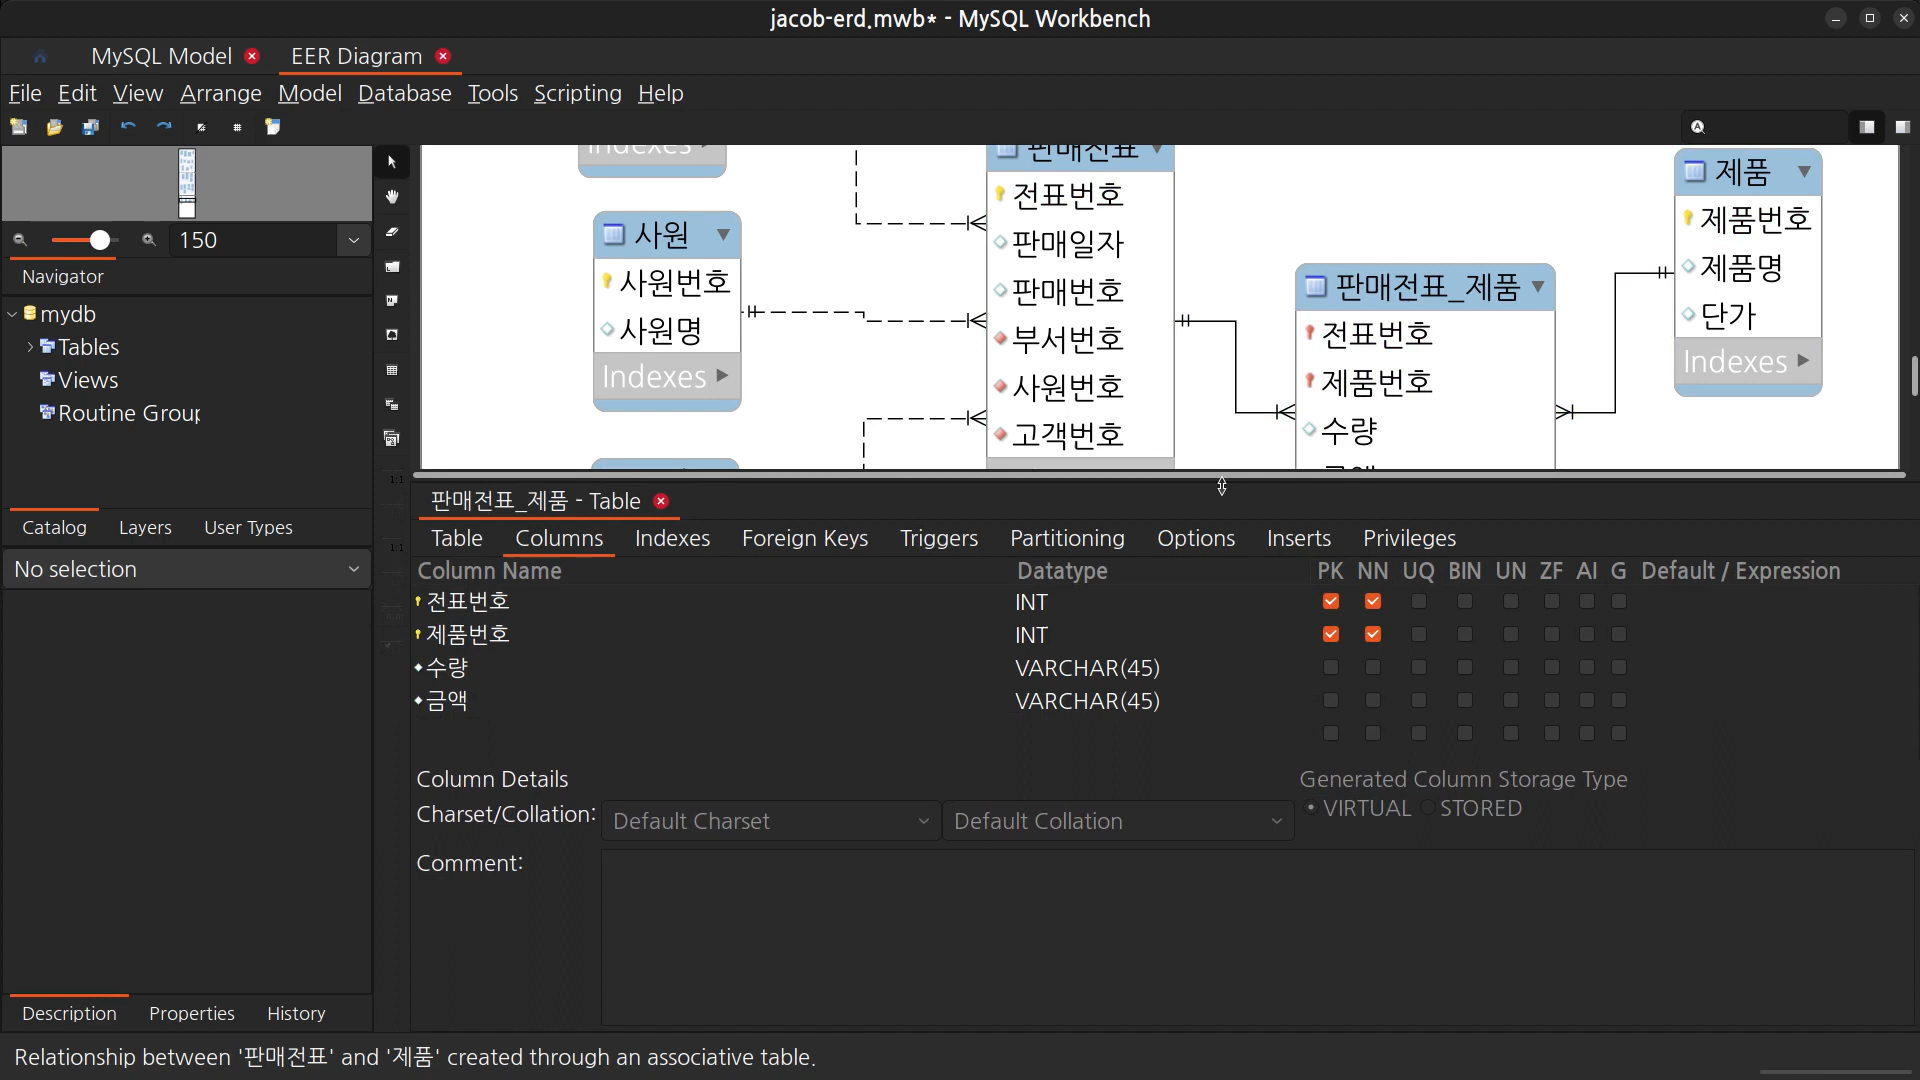 jacob-erd.mwb* - MySQL Workbench
MySQL Model
EER Diagram
File Edit View Arrange Model Database Tools Scripting Help
150
Navigator
mydb
Tables
Views
Routine Group
Catalog Layers User Types
No selection
Description Properties History
Indexes
사원
사원번호
사원명
Indexes
판매전표
전표번호
판매일자
판매번호
부서번호
사원번호
고객번호
판매전표_제품
전표번호
제품번호
수량
제품
제품번호
제품명
단가
Indexes
판매전표_제품 - Table
Table Columns Indexes Foreign Keys Triggers Partitioning Options Inserts Privileges
Column Name Datatype PK NN UQ BIN UN ZF AI G Default / Expression
전표번호 INT
제품번호 INT
수량 VARCHAR(45)
금액 VARCHAR(45)
Column Details
Generated Column Storage Type
Charset/Collation: Default Charset Default Collation
VIRTUAL STORED
Comment:
Relationship between '판매전표' and '제품' created through an associative table.